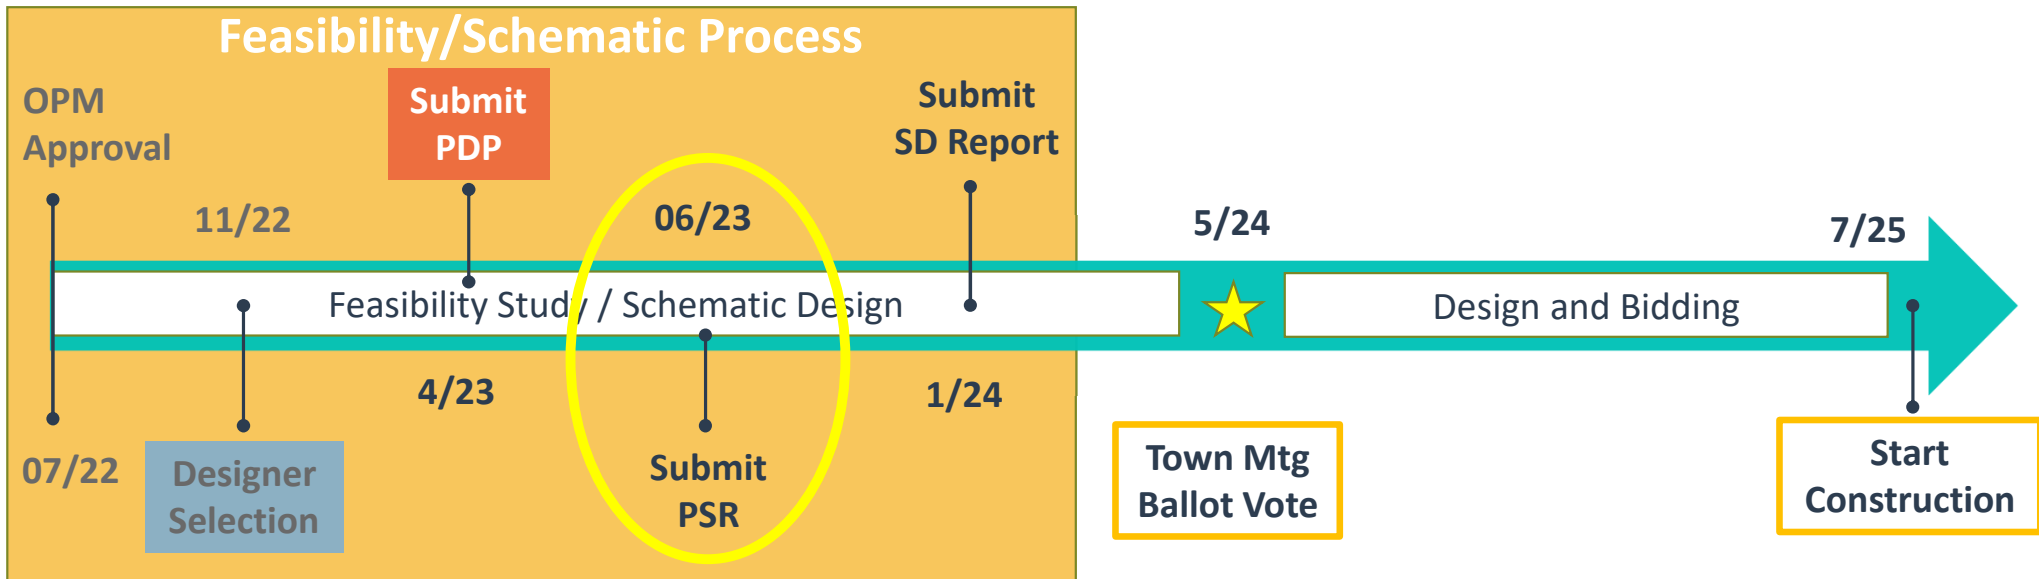 Feasibility/Schematic Process
OPM
Approval
Submit
PDP
Submit
SD Report
11/22
06/23
5/24
7/25
Feasibility Study / Schematic Design
Design and Bidding
4/23
1/24
07/22
Designer
Selection
Submit
PSR
Town Mtg
Ballot Vote
Start
Construction